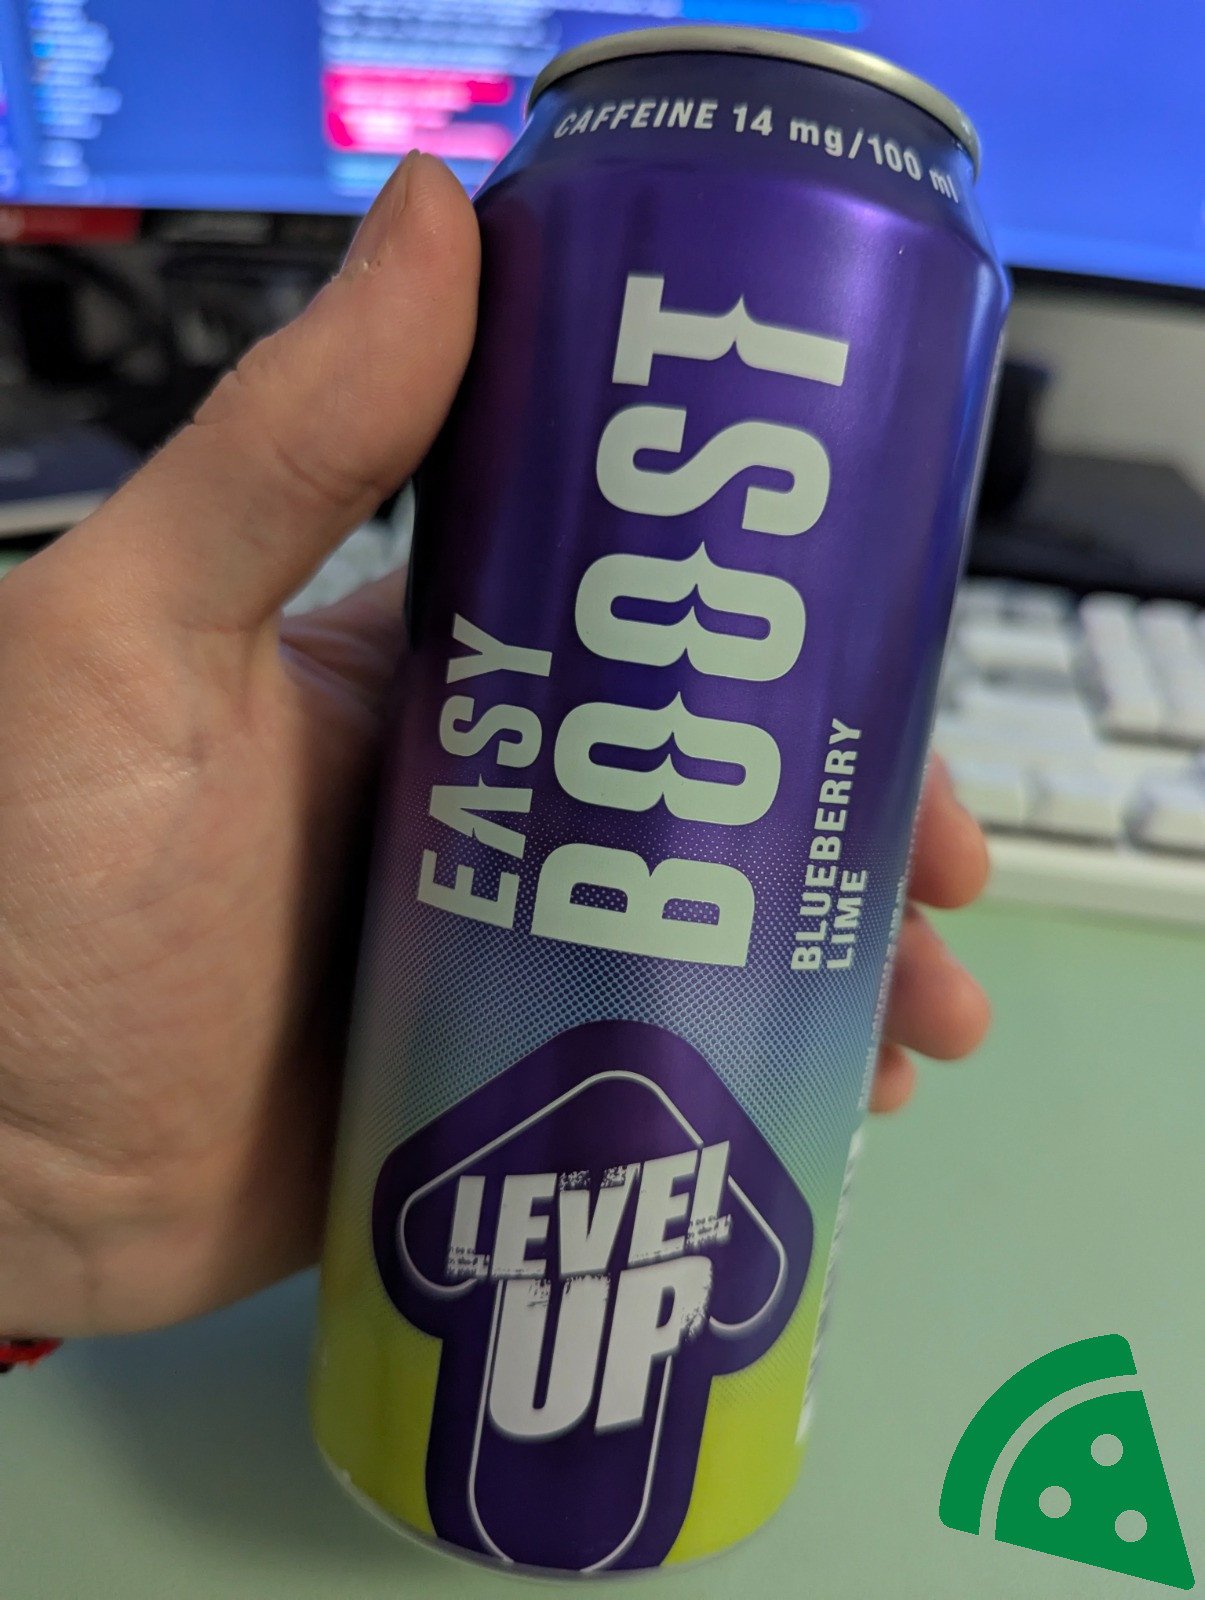 CAFFEINE 14 mg/100 ml
EASY
BOOST
BLUEBERRY
LIME
LEVEL
UP